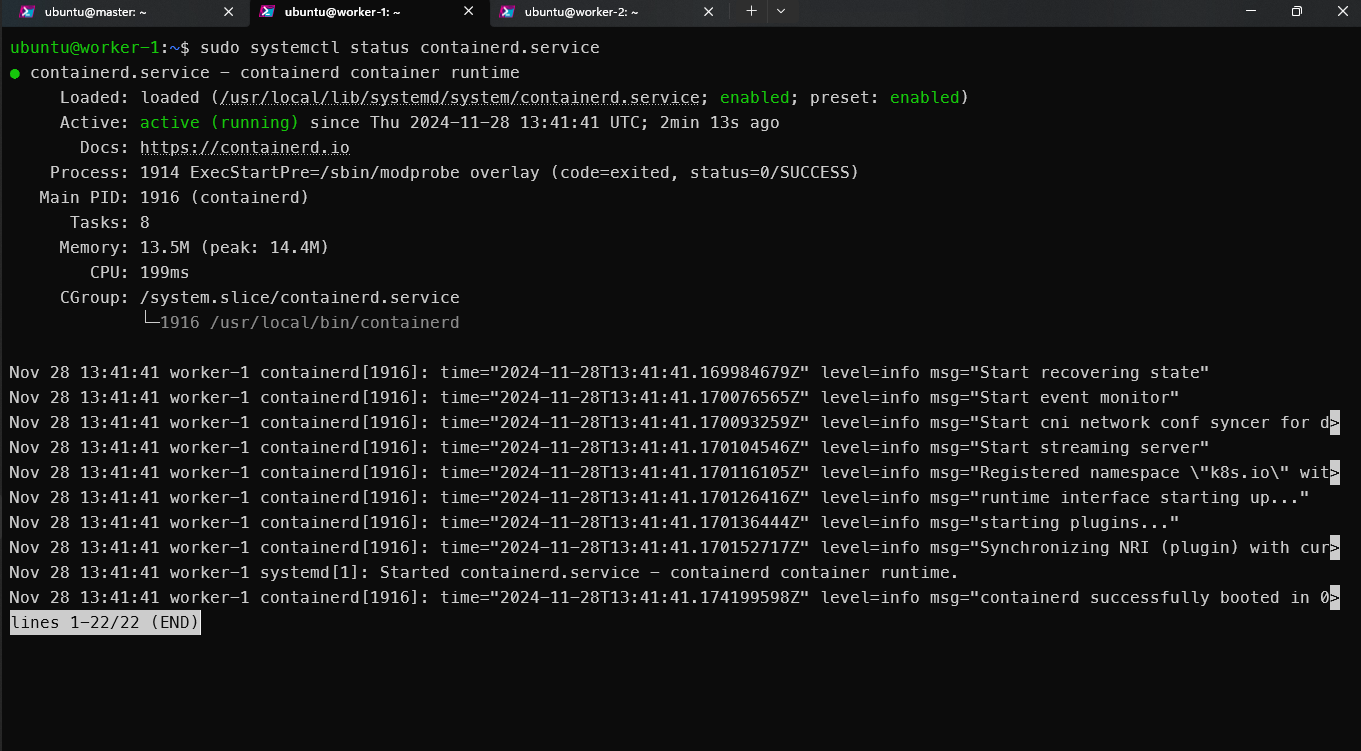 ubuntu@master: ~
ubuntu@worker-1: ~
ubuntu@worker-2: ~
ubuntu@worker-1:~$ sudo systemctl status containerd.service
● containerd.service - containerd container runtime
Loaded: loaded (/usr/local/lib/systemd/system/containerd.service; enabled; preset: enabled)
Active: active (running) since Thu 2024-11-28 13:41:41 UTC; 2min 13s ago
Docs: https://containerd.io
Process: 1914 ExecStartPre=/sbin/modprobe overlay (code=exited, status=0/SUCCESS)
Main PID: 1916 (containerd)
Tasks: 8
Memory: 13.5M (peak: 14.4M)
CPU: 199ms
CGroup: /system.slice/containerd.service
└─1916 /usr/local/bin/containerd
Nov 28 13:41:41 worker-1 containerd[1916]: time="2024-11-28T13:41:41.169984679Z" level=info msg="Start recovering state"
Nov 28 13:41:41 worker-1 containerd[1916]: time="2024-11-28T13:41:41.170076565Z" level=info msg="Start event monitor"
Nov 28 13:41:41 worker-1 containerd[1916]: time="2024-11-28T13:41:41.170093259Z" level=info msg="Start cni network conf syncer for d>
Nov 28 13:41:41 worker-1 containerd[1916]: time="2024-11-28T13:41:41.170104546Z" level=info msg="Start streaming server"
Nov 28 13:41:41 worker-1 containerd[1916]: time="2024-11-28T13:41:41.170116105Z" level=info msg="Registered namespace \"k8s.io\" wit>
Nov 28 13:41:41 worker-1 containerd[1916]: time="2024-11-28T13:41:41.170126416Z" level=info msg="runtime interface starting up..."
Nov 28 13:41:41 worker-1 containerd[1916]: time="2024-11-28T13:41:41.170136444Z" level=info msg="starting plugins..."
Nov 28 13:41:41 worker-1 containerd[1916]: time="2024-11-28T13:41:41.170152717Z" level=info msg="Synchronizing NRI (plugin) with cur>
Nov 28 13:41:41 worker-1 systemd[1]: Started containerd.service - containerd container runtime.
Nov 28 13:41:41 worker-1 containerd[1916]: time="2024-11-28T13:41:41.174199598Z" level=info msg="containerd successfully booted in 0>
lines 1-22/22 (END)